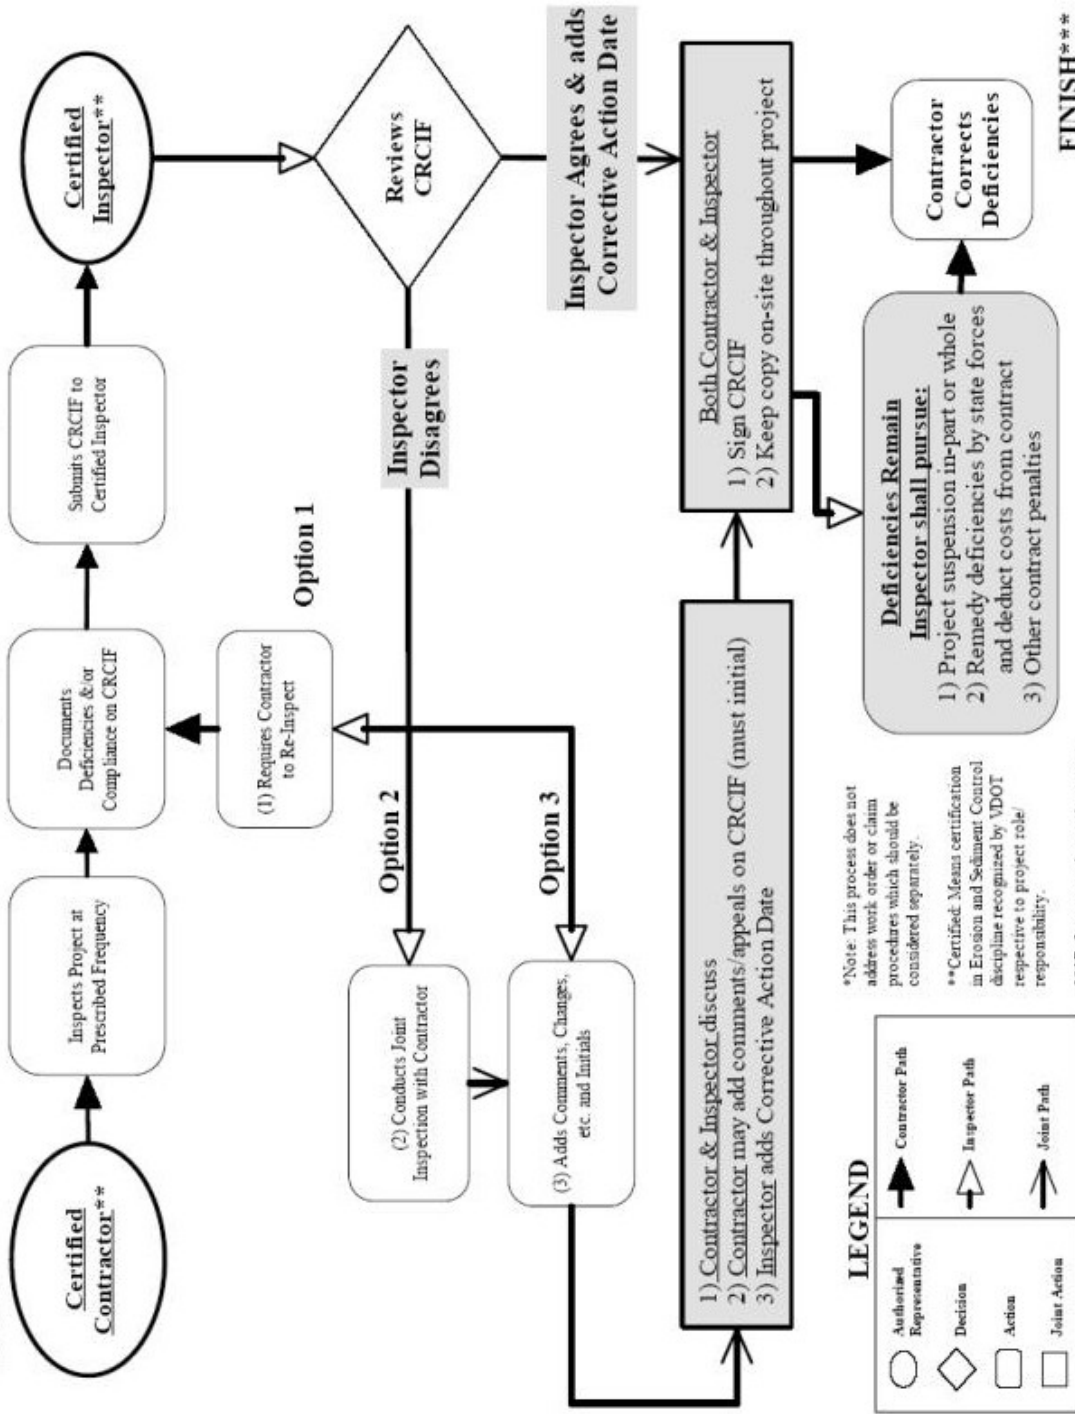 Certified
Contractor**
Inspects Project at
Prescribed Frequency
Documents
Deficiencies &/or
Compliance on CRCIF
Submits CRCIF to
Certified Inspector
Certified
Inspector**
(1) Requires Contractor
to Re-Inspect
Option 1
Reviews
CRCIF
Inspector
Disagrees
Option 2
(2) Conducts Joint
Inspection with Contractor
Option 3
(3) Adds Comments, Changes,
etc. and Initials
Inspector Agrees & adds
Corrective Action Date
1) Contractor & Inspector discuss
2) Contractor may add comments/appeals on CRCIF (must initial)
3) Inspector adds Corrective Action Date
Both Contractor & Inspector
1) Sign CRCIF
2) Keep copy on-site throughout project
Deficiencies Remain
Inspector shall pursue:
1) Project suspension in-part or whole
2) Remedy deficiencies by state forces
and deduct costs from contract
3) Other contract penalties
Contractor
Corrects
Deficiencies
FINISH***
LEGEND
Authorized
Representative
Decision
Action
Joint Action
Contractor Path
Inspector Path
Joint Path
*Note: This process does not
address work order or claim
procedures which should be
considered separately.
**Certified: Means certification
in Erosion and Sediment Control
discipline recognized by VDOT
respective to project role/
responsibility.